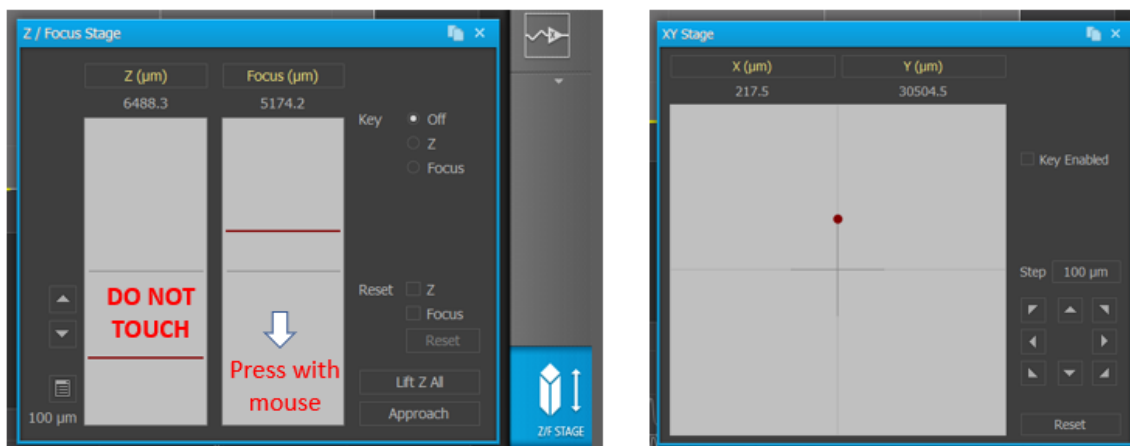 Z / Focus Stage
Z (µm) Focus (µm)
6488.3 5174.2
Key Off
Z
Focus
DO NOT
TOUCH
Press with
mouse
Reset Z
Focus
Reset
Lift Z All
Approach
100 µm
Z/F STAGE
XY Stage
X (µm) Y (µm)
217.5 30504.5
Key Enabled
Step 100 µm
Reset